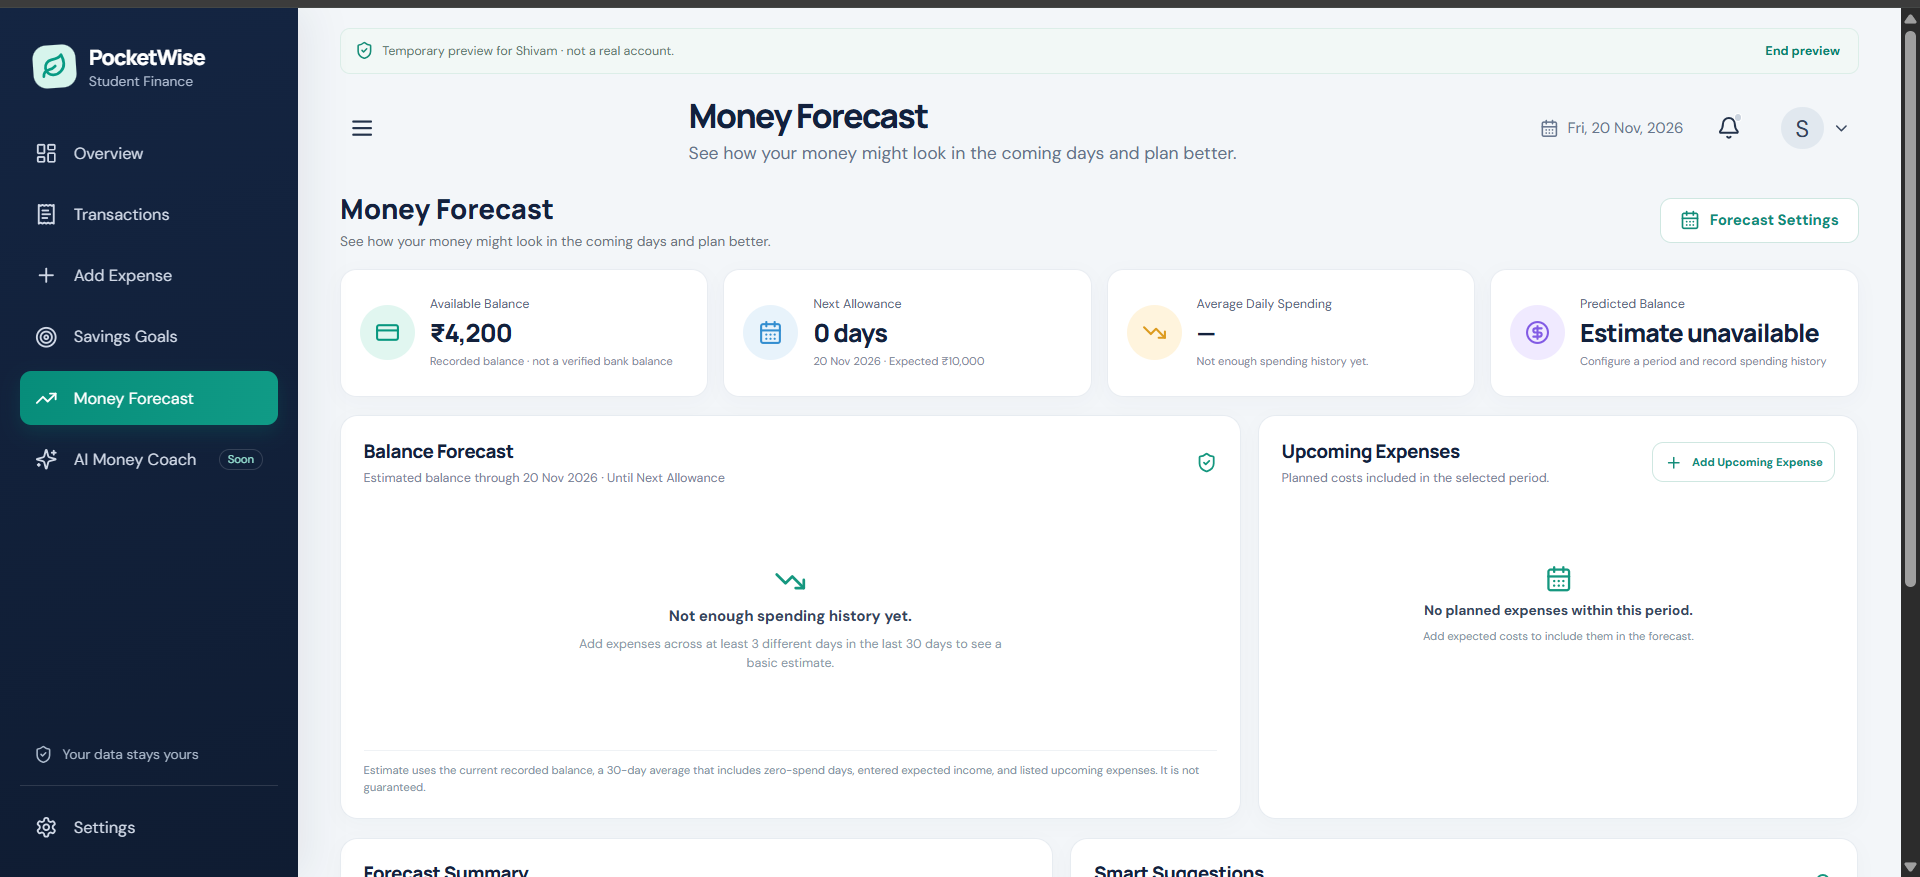 PocketWise
Student Finance
Overview
Transactions
Add Expense
Savings Goals
Money Forecast
AI Money Coach
Soon
Your data stays yours
Settings
Temporary preview for Shivam · not a real account.
End preview
Money Forecast
See how your money might look in the coming days and plan better.
Fri, 20 Nov, 2026
S
Money Forecast
See how your money might look in the coming days and plan better.
Forecast Settings
Available Balance
₹4,200
Recorded balance · not a verified bank balance
Next Allowance
0 days
20 Nov 2026 · Expected ₹10,000
Average Daily Spending
—
Not enough spending history yet.
Predicted Balance
Estimate unavailable
Configure a period and record spending history
Balance Forecast
Estimated balance through 20 Nov 2026 · Until Next Allowance
Not enough spending history yet.
Add expenses across at least 3 different days in the last 30 days to see a
basic estimate.
Estimate uses the current recorded balance, a 30-day average that includes zero-spend days, entered expected income, and listed upcoming expenses. It is not
guaranteed.
Upcoming Expenses
Planned costs included in the selected period.
Add Upcoming Expense
No planned expenses within this period.
Add expected costs to include them in the forecast.
Forecast Summary
Smart Suggestions